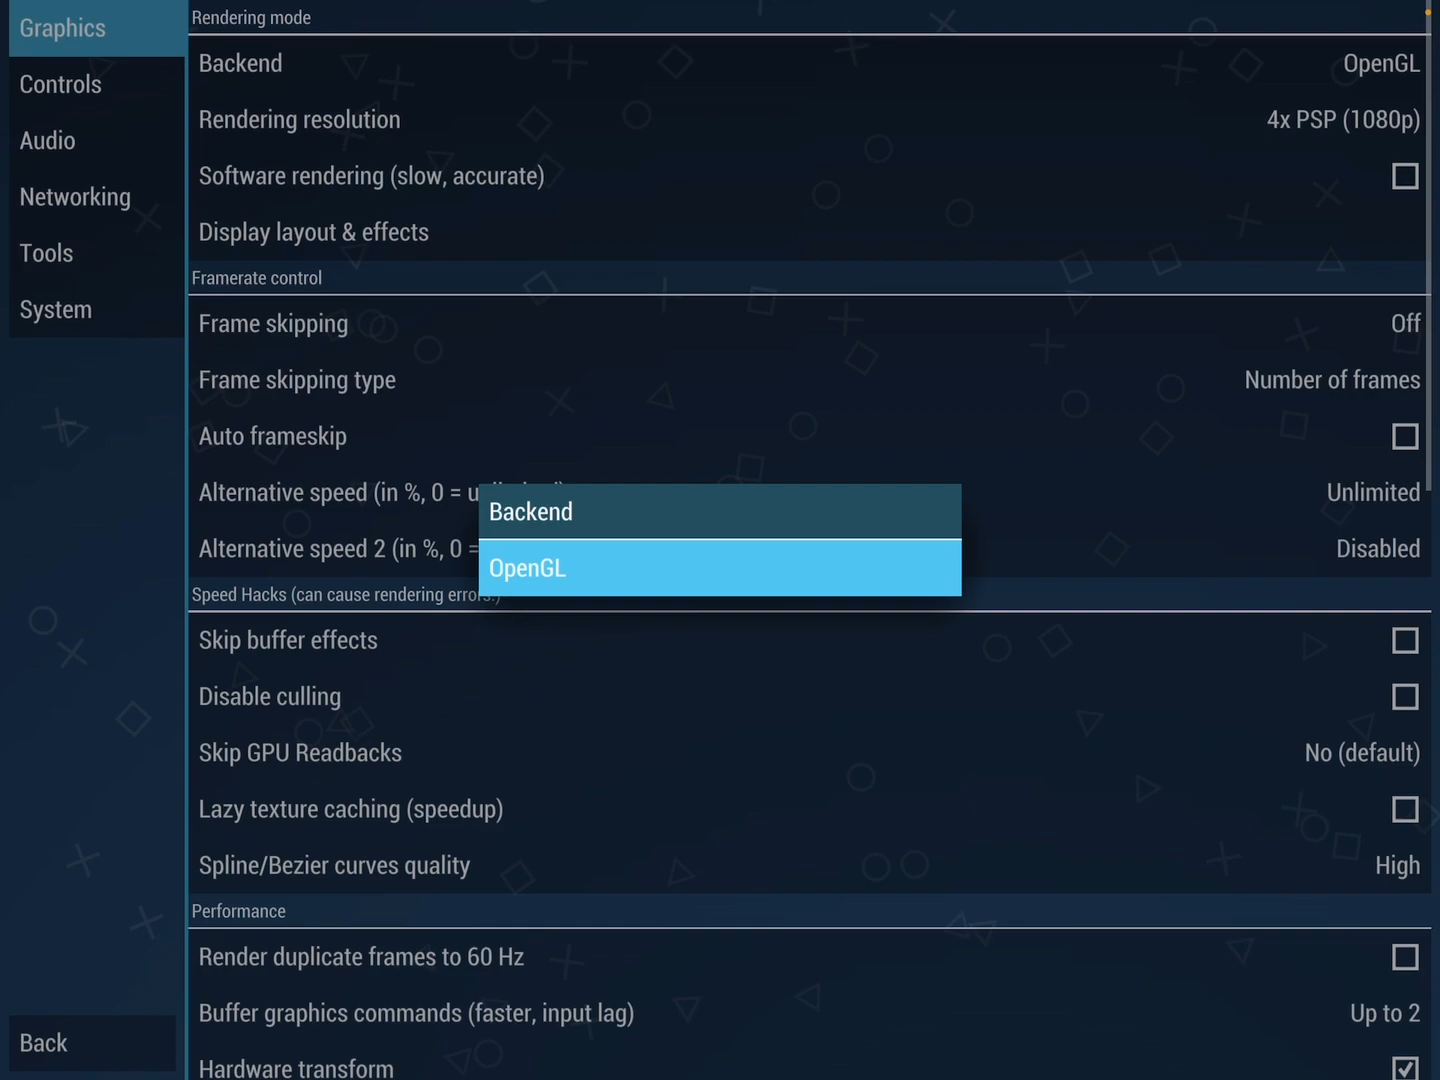 Graphics
Controls
Audio
Networking
Tools
System
Back
Rendering mode
Backend OpenGL
Rendering resolution 4x PSP (1080p)
Software rendering (slow, accurate)
Display layout & effects
Framerate control
Frame skipping Off
Frame skipping type Number of frames
Auto frameskip
Alternative speed (in %, 0 = Unlimited
Alternative speed 2 (in %, 0 = Disabled
Backend
OpenGL
Speed Hacks (can cause rendering errors!)
Skip buffer effects
Disable culling
Skip GPU Readbacks No (default)
Lazy texture caching (speedup)
Spline/Bezier curves quality High
Performance
Render duplicate frames to 60 Hz
Buffer graphics commands (faster, input lag) Up to 2
Hardware transform